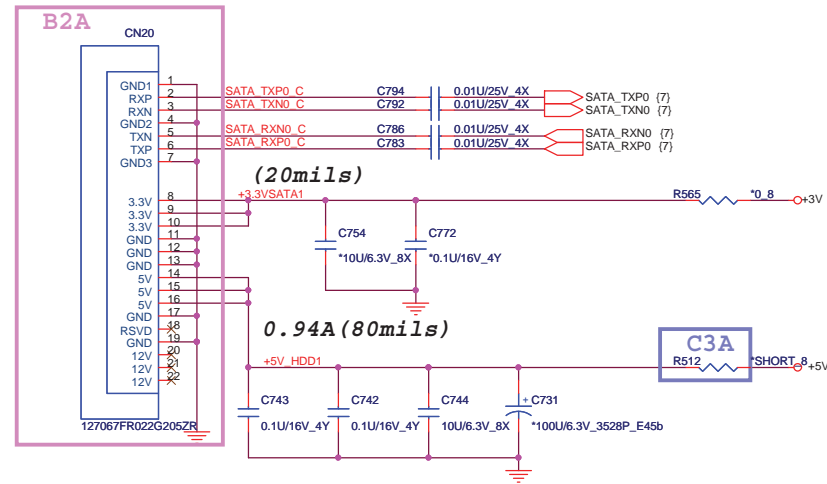 B2A
CN20
GND1 1
RXP 2 SATA_TXP0_C C794 0.01U/25V_4X SATA_TXP0 {7}
RXN 3 SATA_TXN0_C C792 0.01U/25V_4X SATA_TXN0 {7}
GND2 4
TXN 5 SATA_RXN0_C C786 0.01U/25V_4X SATA_RXN0 {7}
TXP 6 SATA_RXP0_C C783 0.01U/25V_4X SATA_RXP0 {7}
GND3 7
(20mils)
3.3V 8 +3.3VSATA1 R565 *0_8 +3V
3.3V 9
3.3V 10
GND 11
GND 12
GND 13
C754 C772
*10U/6.3V_8X *0.1U/16V_4Y
5V 14
5V 15
5V 16
GND 17
RSVD 18
GND 19
12V 20
12V 21
12V 22
0.94A(80mils)
C3A
+5V_HDD1 R512 *SHORT_8 +5V
C743 C742 C744 + C731
0.1U/16V_4Y 0.1U/16V_4Y 10U/6.3V_8X *100U/6.3V_3528P_E45b
127067FR022G205ZR